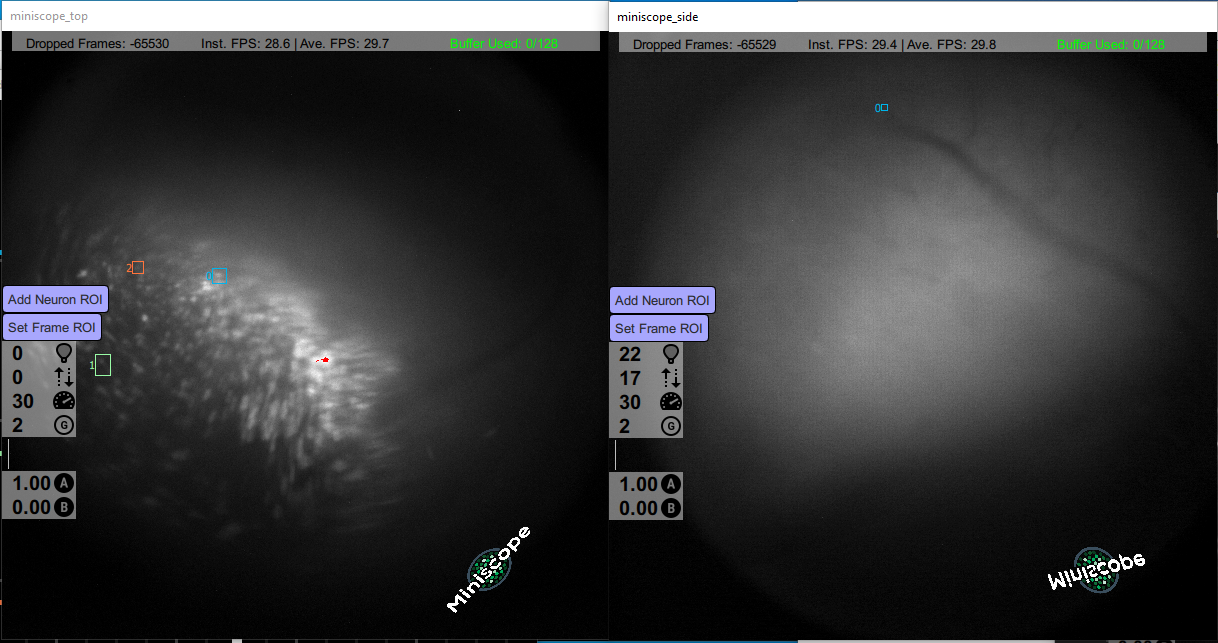 miniscope_top
Dropped Frames: -65530 Inst. FPS: 28.6 | Ave. FPS: 29.7 Buffer Used: 0/128
2
0
Add Neuron ROI
Set Frame ROI
0
1
0
30
2 G
1.00 A
0.00 B
Miniscope
miniscope_side
Dropped Frames: -65529 Inst. FPS: 29.4 | Ave. FPS: 29.8 Buffer Used: 0/128
0
Add Neuron ROI
Set Frame ROI
22
17
30
2 G
1.00 A
0.00 B
Miniscope